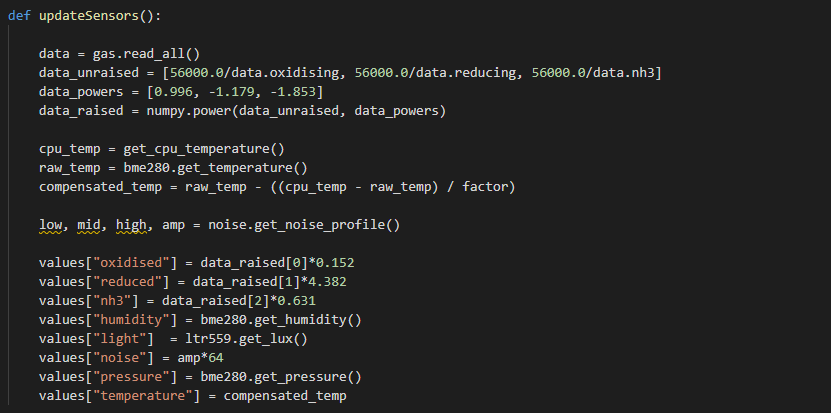 def updateSensors():
data = gas.read_all()
data_unraised = [56000.0/data.oxidising, 56000.0/data.reducing, 56000.0/data.nh3]
data_powers = [0.996, -1.179, -1.853]
data_raised = numpy.power(data_unraised, data_powers)
cpu_temp = get_cpu_temperature()
raw_temp = bme280.get_temperature()
compensated_temp = raw_temp - ((cpu_temp - raw_temp) / factor)
low, mid, high, amp = noise.get_noise_profile()
values["oxidised"] = data_raised[0]*0.152
values["reduced"] = data_raised[1]*4.382
values["nh3"] = data_raised[2]*0.631
values["humidity"] = bme280.get_humidity()
values["light"]  = ltr559.get_lux()
values["noise"] = amp*64
values["pressure"] = bme280.get_pressure()
values["temperature"] = compensated_temp